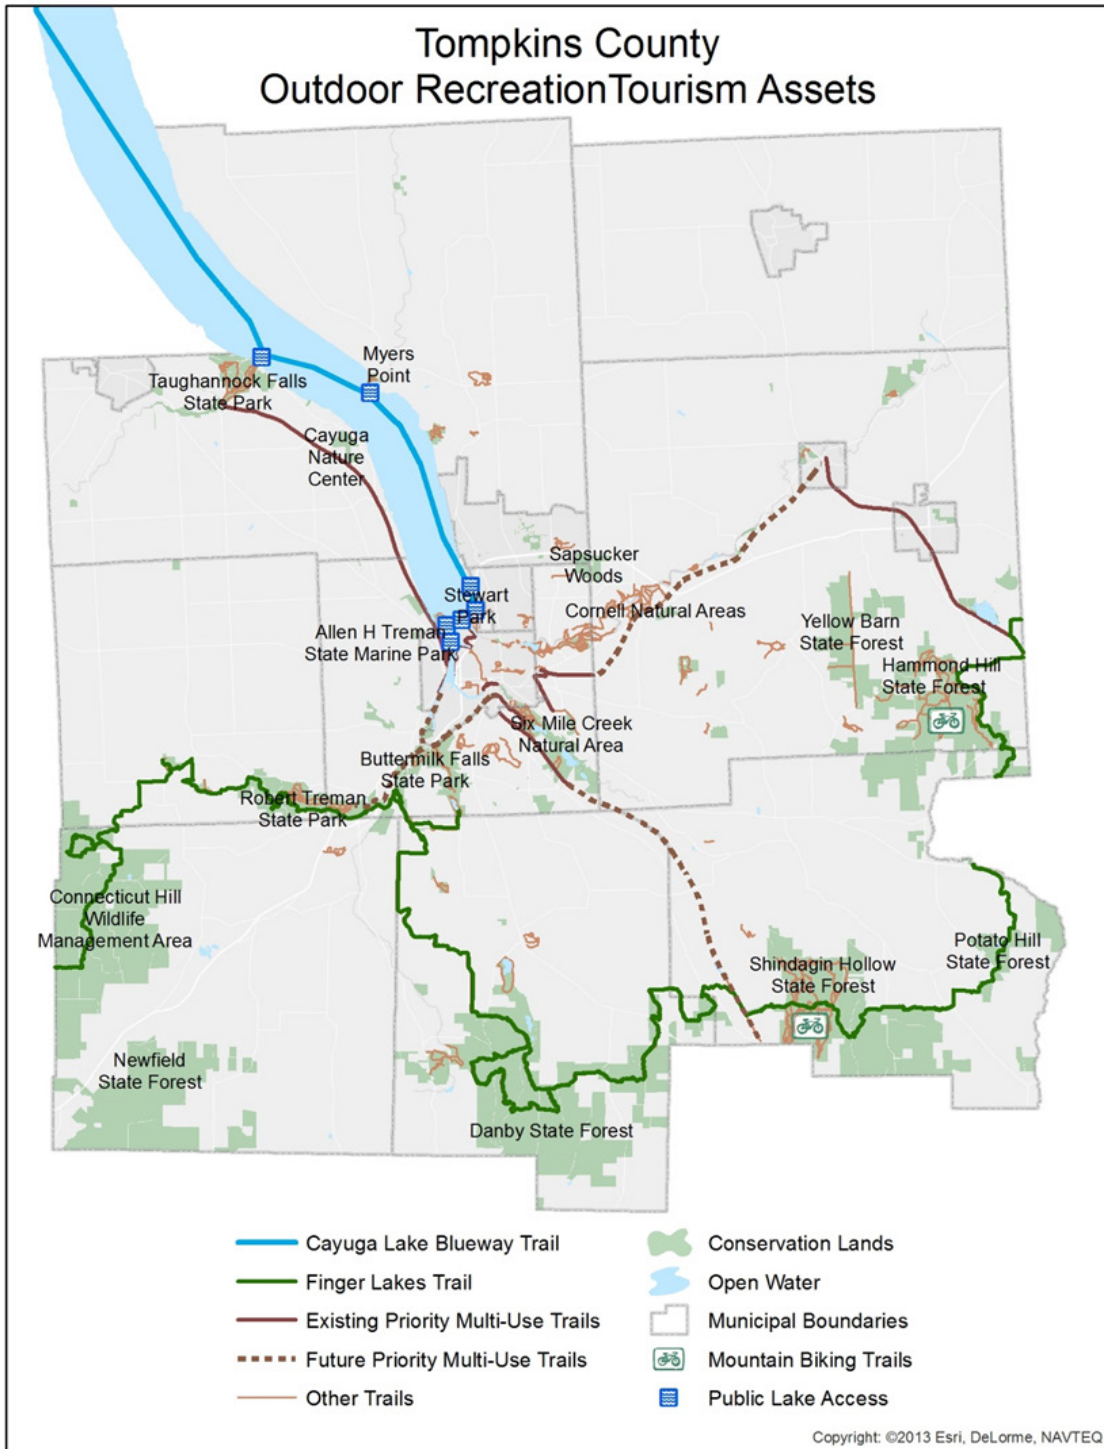 Tompkins County
Outdoor RecreationTourism Assets
Myers
Point
Taughannock Falls
State Park
Cayuga
Nature
Center
Sapsucker
Woods
Stewart
Park
Cornell Natural Areas
Allen H Treman
State Marine Park
Yellow Barn
State Forest
Hammond Hill
State Forest
Six Mile Creek
Natural Area
Buttermilk Falls
State Park
Robert Treman
State Park
Connecticut Hill
Wildlife
Management Area
Potato Hill
State Forest
Shindagin Hollow
State Forest
Newfield
State Forest
Danby State Forest
Cayuga Lake Blueway Trail
Finger Lakes Trail
Existing Priority Multi-Use Trails
Future Priority Multi-Use Trails
Other Trails
Conservation Lands
Open Water
Municipal Boundaries
Mountain Biking Trails
Public Lake Access
Copyright: ©2013 Esri, DeLorme, NAVTEQ